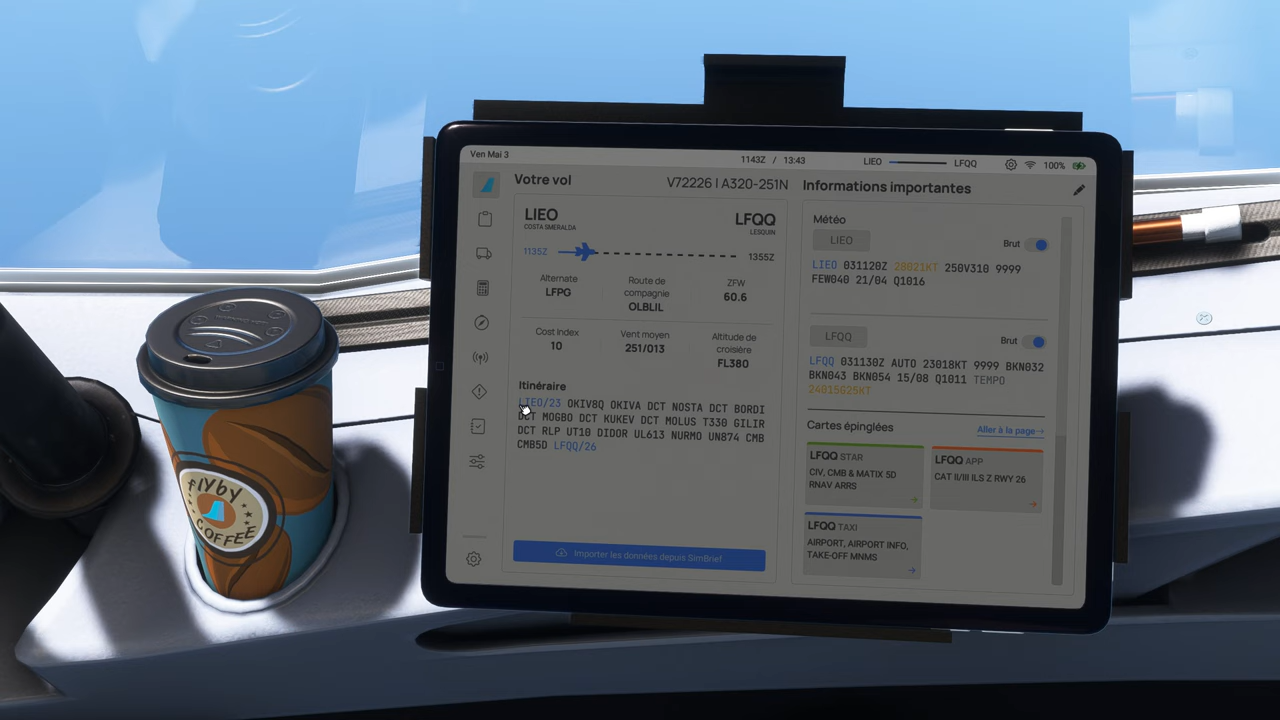 Ven Mai 3
1143Z / 13:43
LIEO LFQQ
100%
Votre vol
V72226 | A320-251N
LIEO
COSTA SMERALDA
LFQQ
LESQUIN
1135Z
1355Z
Alternate
LFPG
Route de
compagnie
OLBLIL
ZFW
60.6
Cost Index
10
Vent moyen
251/013
Altitude de
croisière
FL380
Itinéraire
LIEO/23 OKIV8Q OKIVA DCT NOSTA DCT BORDI
DCT MOGBO DCT KUKEV DCT MOLUS T330 GILIR
DCT RLP UT10 DIDOR UL613 NURMO UN874 CMB
CMB5D LFQQ/26
Importer les données depuis SimBrief
Informations importantes
Météo
LIEO
Brut
LIEO 031120Z 28021KT 250V310 9999
FEW040 21/04 Q1016
LFQQ
Brut
LFQQ 031130Z AUTO 23018KT 9999 BKN032
BKN043 BKN054 15/08 Q1011 TEMPO
24015G25KT
Cartes épinglées
Aller à la page→
LFQQ STAR
CIV, CMB & MATIX 5D
RNAV ARRS
→
LFQQ APP
CAT II/III ILS Z RWY 26
→
LFQQ TAXI
AIRPORT, AIRPORT INFO,
TAKE-OFF MNMS
→
flyby
COFFEE